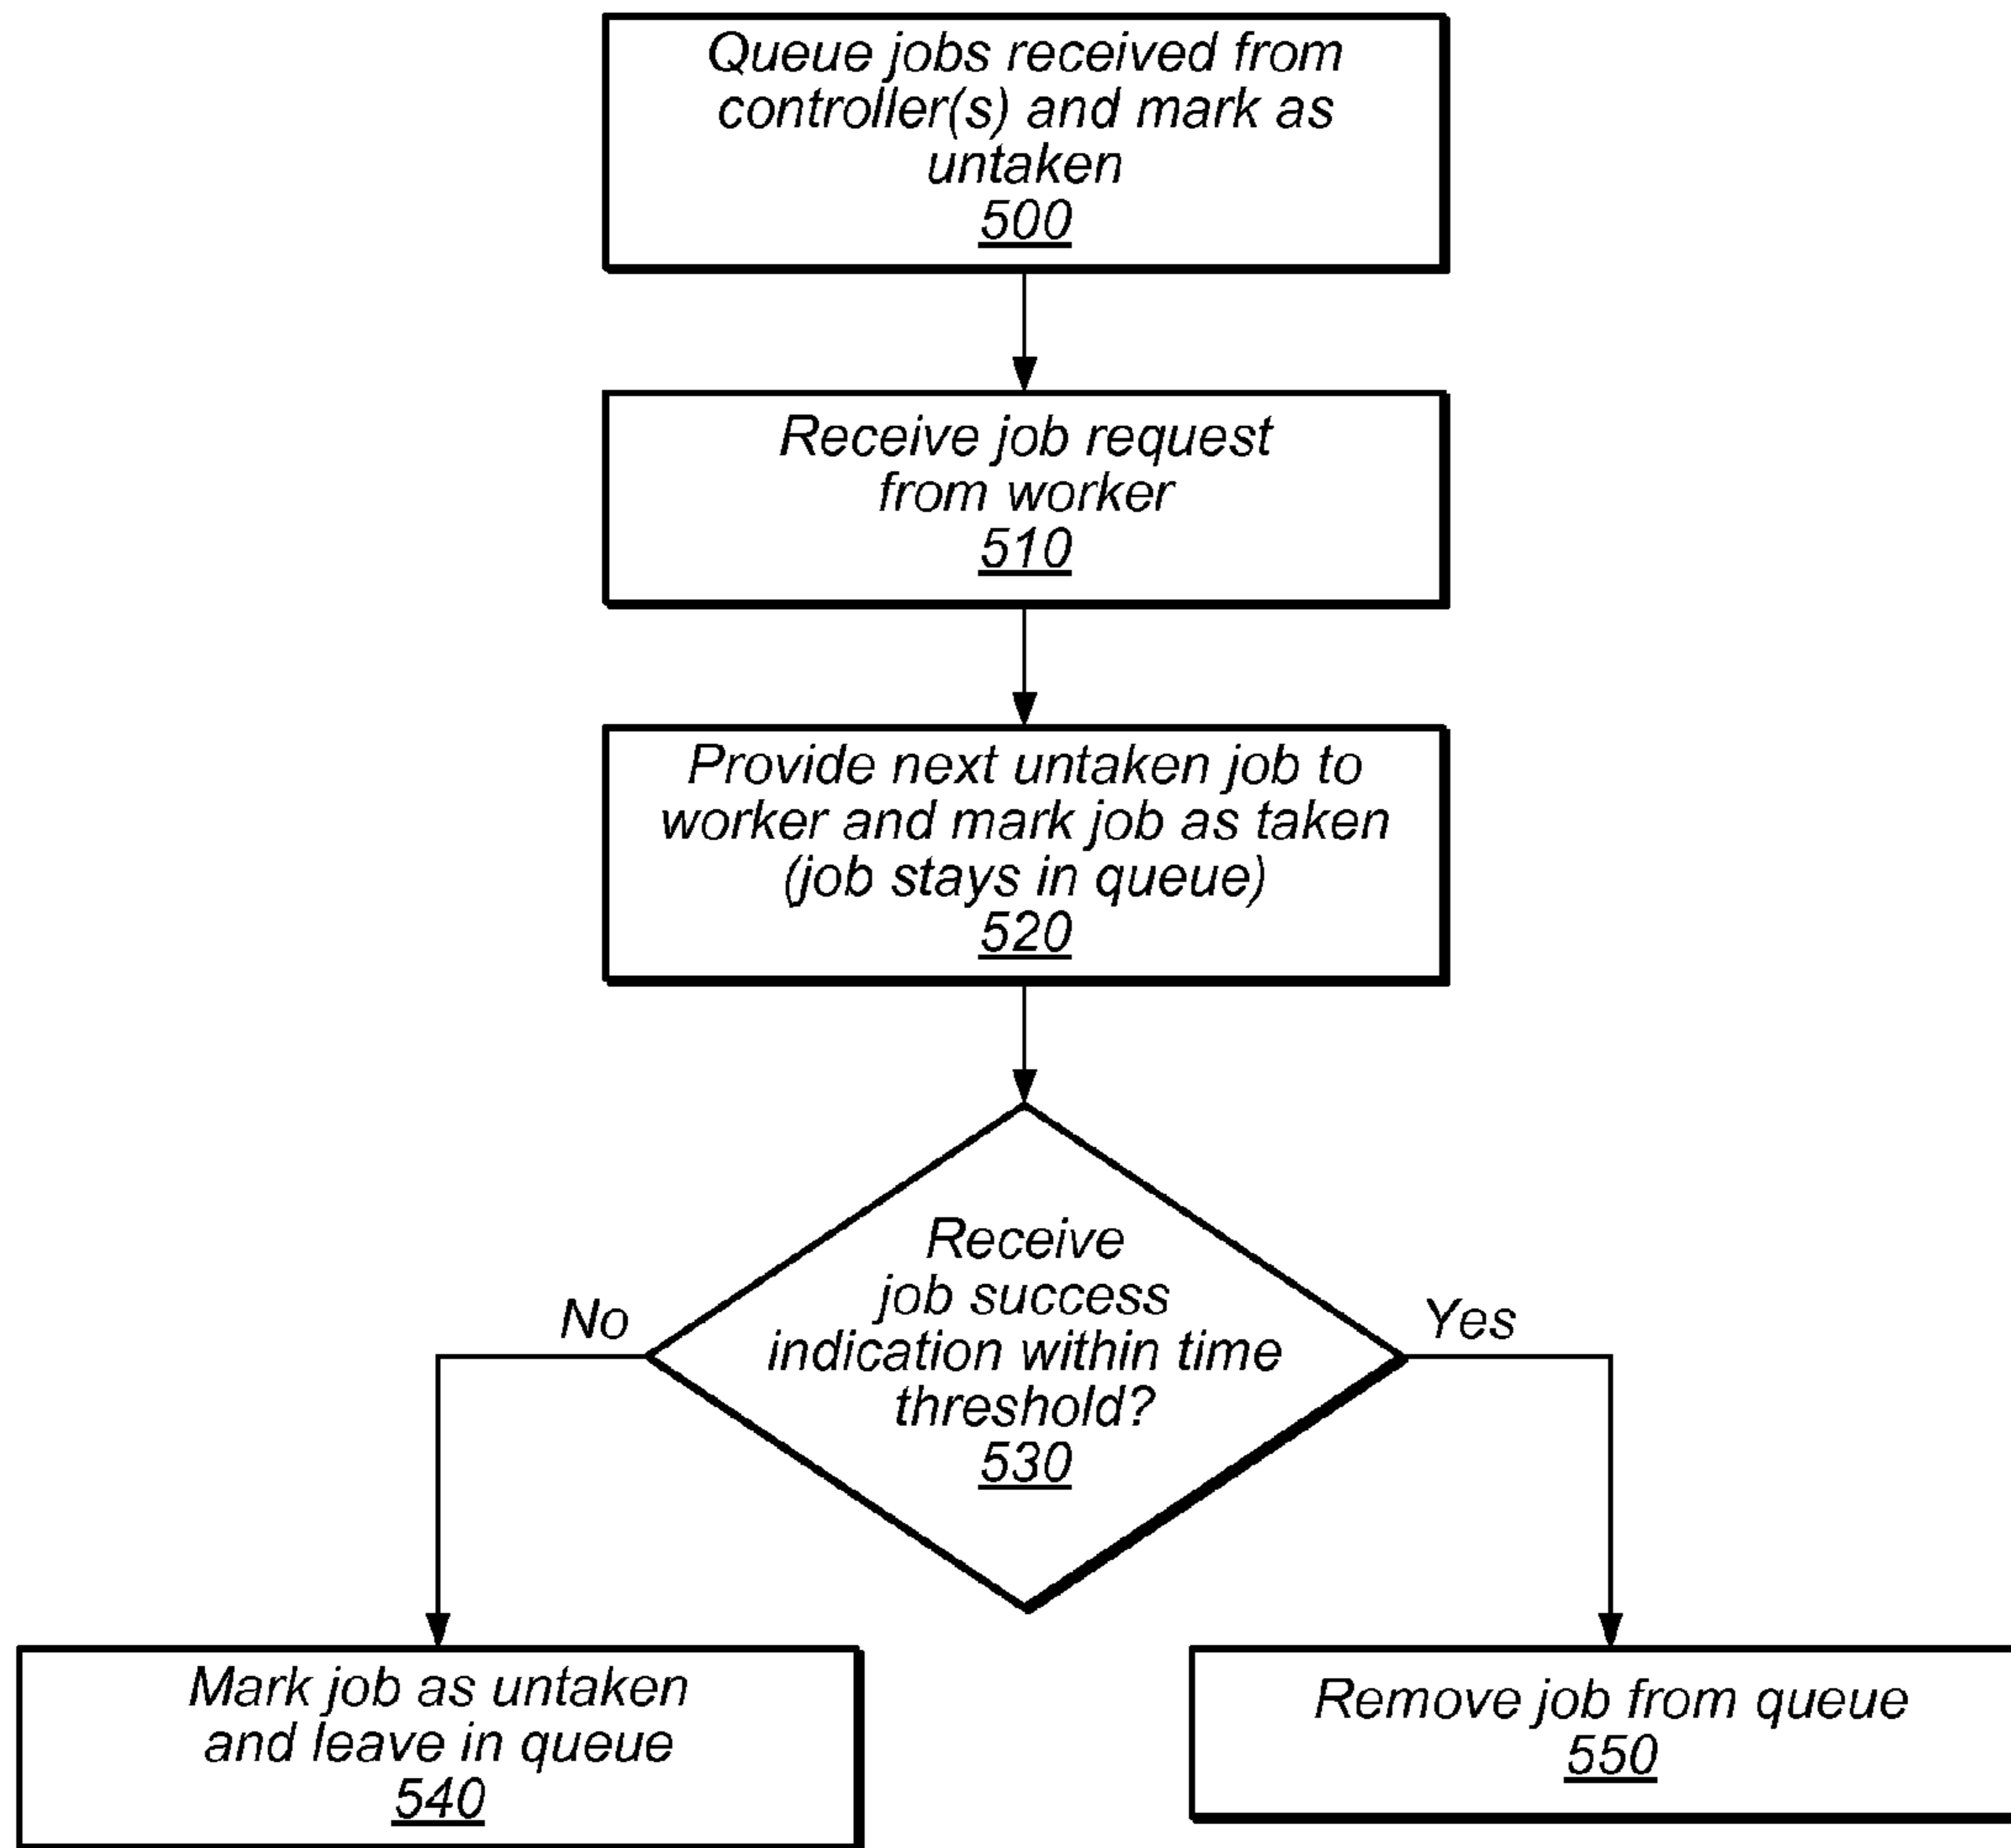 Queue jobs received from
controller(s) and mark as
untaken
500
Receive job request
from worker
510
Provide next untaken job to
worker and mark job as taken
(job stays in queue)
520
Receive
job success
indication within time
threshold?
530
No
Yes
Mark job as untaken
and leave in queue
540
Remove job from queue
550